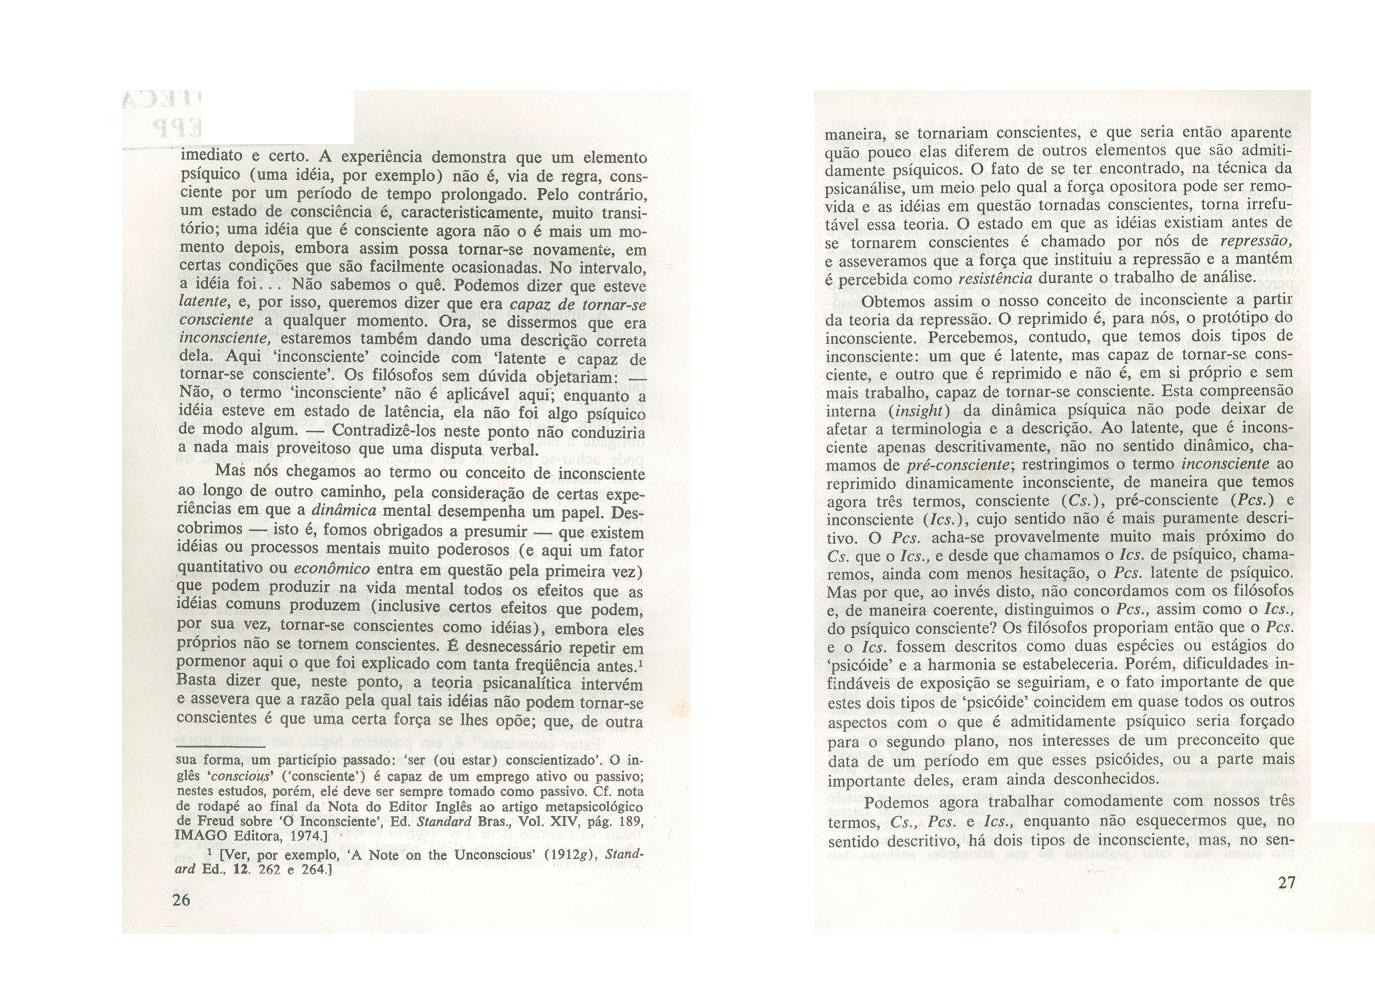 imediato e certo. A experiência demonstra que um elemento
psíquico (uma idéia, por exemplo) não é, via de regra, cons-
ciente por um período de tempo prolongado. Pelo contrário,
um estado de consciência é, caracteristicamente, muito transi-
tório; uma idéia que é consciente agora não o é mais um mo-
mento depois, embora assim possa tornar-se novamente, em
certas condições que são facilmente ocasionadas. No intervalo,
a idéia foi... Não sabemos o quê. Podemos dizer que esteve
latente, e, por isso, queremos dizer que era capaz de tornar-se
consciente a qualquer momento. Ora, se dissermos que era
inconsciente, estaremos também dando uma descrição correta
dela. Aqui ‘inconsciente’ coincide com ‘latente e capaz de
tornar-se consciente’. Os filósofos sem dúvida objetariam: —
Não, o termo ‘inconsciente’ não é aplicável aqui; enquanto a
idéia esteve em estado de latência, ela não foi algo psíquico
de modo algum. — Contradizê-los neste ponto não conduziria
a nada mais proveitoso que uma disputa verbal.
Mas nós chegamos ao termo ou conceito de inconsciente
ao longo de outro caminho, pela consideração de certas expe-
riências em que a dinâmica mental desempenha um papel. Des-
cobrimos — isto é, fomos obrigados a presumir — que existem
idéias ou processos mentais muito poderosos (e aqui um fator
quantitativo ou econômico entra em questão pela primeira vez)
que podem produzir na vida mental todos os efeitos que as
idéias comuns produzem (inclusive certos efeitos que podem,
por sua vez, tornar-se conscientes como idéias), embora eles
próprios não se tornem conscientes. É desnecessário repetir em
pormenor aqui o que foi explicado com tanta freqüência antes.¹
Basta dizer que, neste ponto, a teoria psicanalítica intervém
e assevera que a razão pela qual tais idéias não podem tornar-se
conscientes é que uma certa força se lhes opõe; que, de outra
sua forma, um particípio passado: ‘ser (ou estar) conscientizado’. O in-
glês ‘conscious’ (‘consciente’) é capaz de um emprego ativo ou passivo;
nestes estudos, porém, ele deve ser sempre tomado como passivo. Cf. nota
de rodapé ao final da Nota do Editor Inglês ao artigo metapsicológico
de Freud sobre ‘O Inconsciente’, Ed. Standard Bras., Vol. XIV, pág. 189,
IMAGO Editora, 1974.]
¹ [Ver, por exemplo, ‘A Note on the Unconscious’ (1912g), Stand-
ard Ed., 12. 262 e 264.]
26
maneira, se tornariam conscientes, e que seria então aparente
quão pouco elas diferem de outros elementos que são admiti-
damente psíquicos. O fato de se ter encontrado, na técnica da
psicanálise, um meio pelo qual a força opositora pode ser remo-
vida e as idéias em questão tornadas conscientes, torna irrefu-
tável essa teoria. O estado em que as idéias existiam antes de
se tornarem conscientes é chamado por nós de repressão,
e asseveramos que a força que instituiu a repressão e a mantém
é percebida como resistência durante o trabalho de análise.
Obtemos assim o nosso conceito de inconsciente a partir
da teoria da repressão. O reprimido é, para nós, o protótipo do
inconsciente. Percebemos, contudo, que temos dois tipos de
inconsciente: um que é latente, mas capaz de tornar-se cons-
ciente, e outro que é reprimido e não é, em si próprio e sem
mais trabalho, capaz de tornar-se consciente. Esta compreensão
interna (insight) da dinâmica psíquica não pode deixar de
afetar a terminologia e a descrição. Ao latente, que é incons-
ciente apenas descritivamente, não no sentido dinâmico, cha-
mamos de pré-consciente; restringimos o termo inconsciente ao
reprimido dinamicamente inconsciente, de maneira que temos
agora três termos, consciente (Cs.), pré-consciente (Pcs.) e
inconsciente (Ics.), cujo sentido não é mais puramente descri-
tivo. O Pcs. acha-se provavelmente muito mais próximo do
Cs. que o Ics., e desde que chamamos o Ics. de psíquico, chama-
remos, ainda com menos hesitação, o Pcs. latente de psíquico.
Mas por que, ao invés disto, não concordamos com os filósofos
e, de maneira coerente, distinguimos o Pcs., assim como o Ics.,
do psíquico consciente? Os filósofos proporiam então que o Pcs.
e o Ics. fossem descritos como duas espécies ou estágios do
‘psicóide’ e a harmonia se estabeleceria. Porém, dificuldades in-
findáveis de exposição se seguiriam, e o fato importante de que
estes dois tipos de ‘psicóide’ coincidem em quase todos os outros
aspectos com o que é admitidamente psíquico seria forçado
para o segundo plano, nos interesses de um preconceito que
data de um período em que esses psicóides, ou a parte mais
importante deles, eram ainda desconhecidos.
Podemos agora trabalhar comodamente com nossos três
termos, Cs., Pcs. e Ics., enquanto não esquecermos que, no
sentido descritivo, há dois tipos de inconsciente, mas, no sen-
27